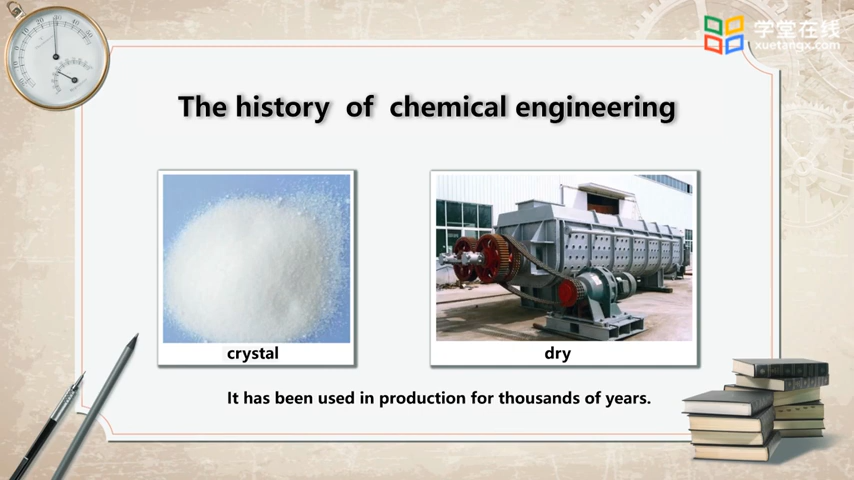 学堂在线
xuetangx.com
The history of chemical engineering
crystal
dry
It has been used in production for thousands of years.